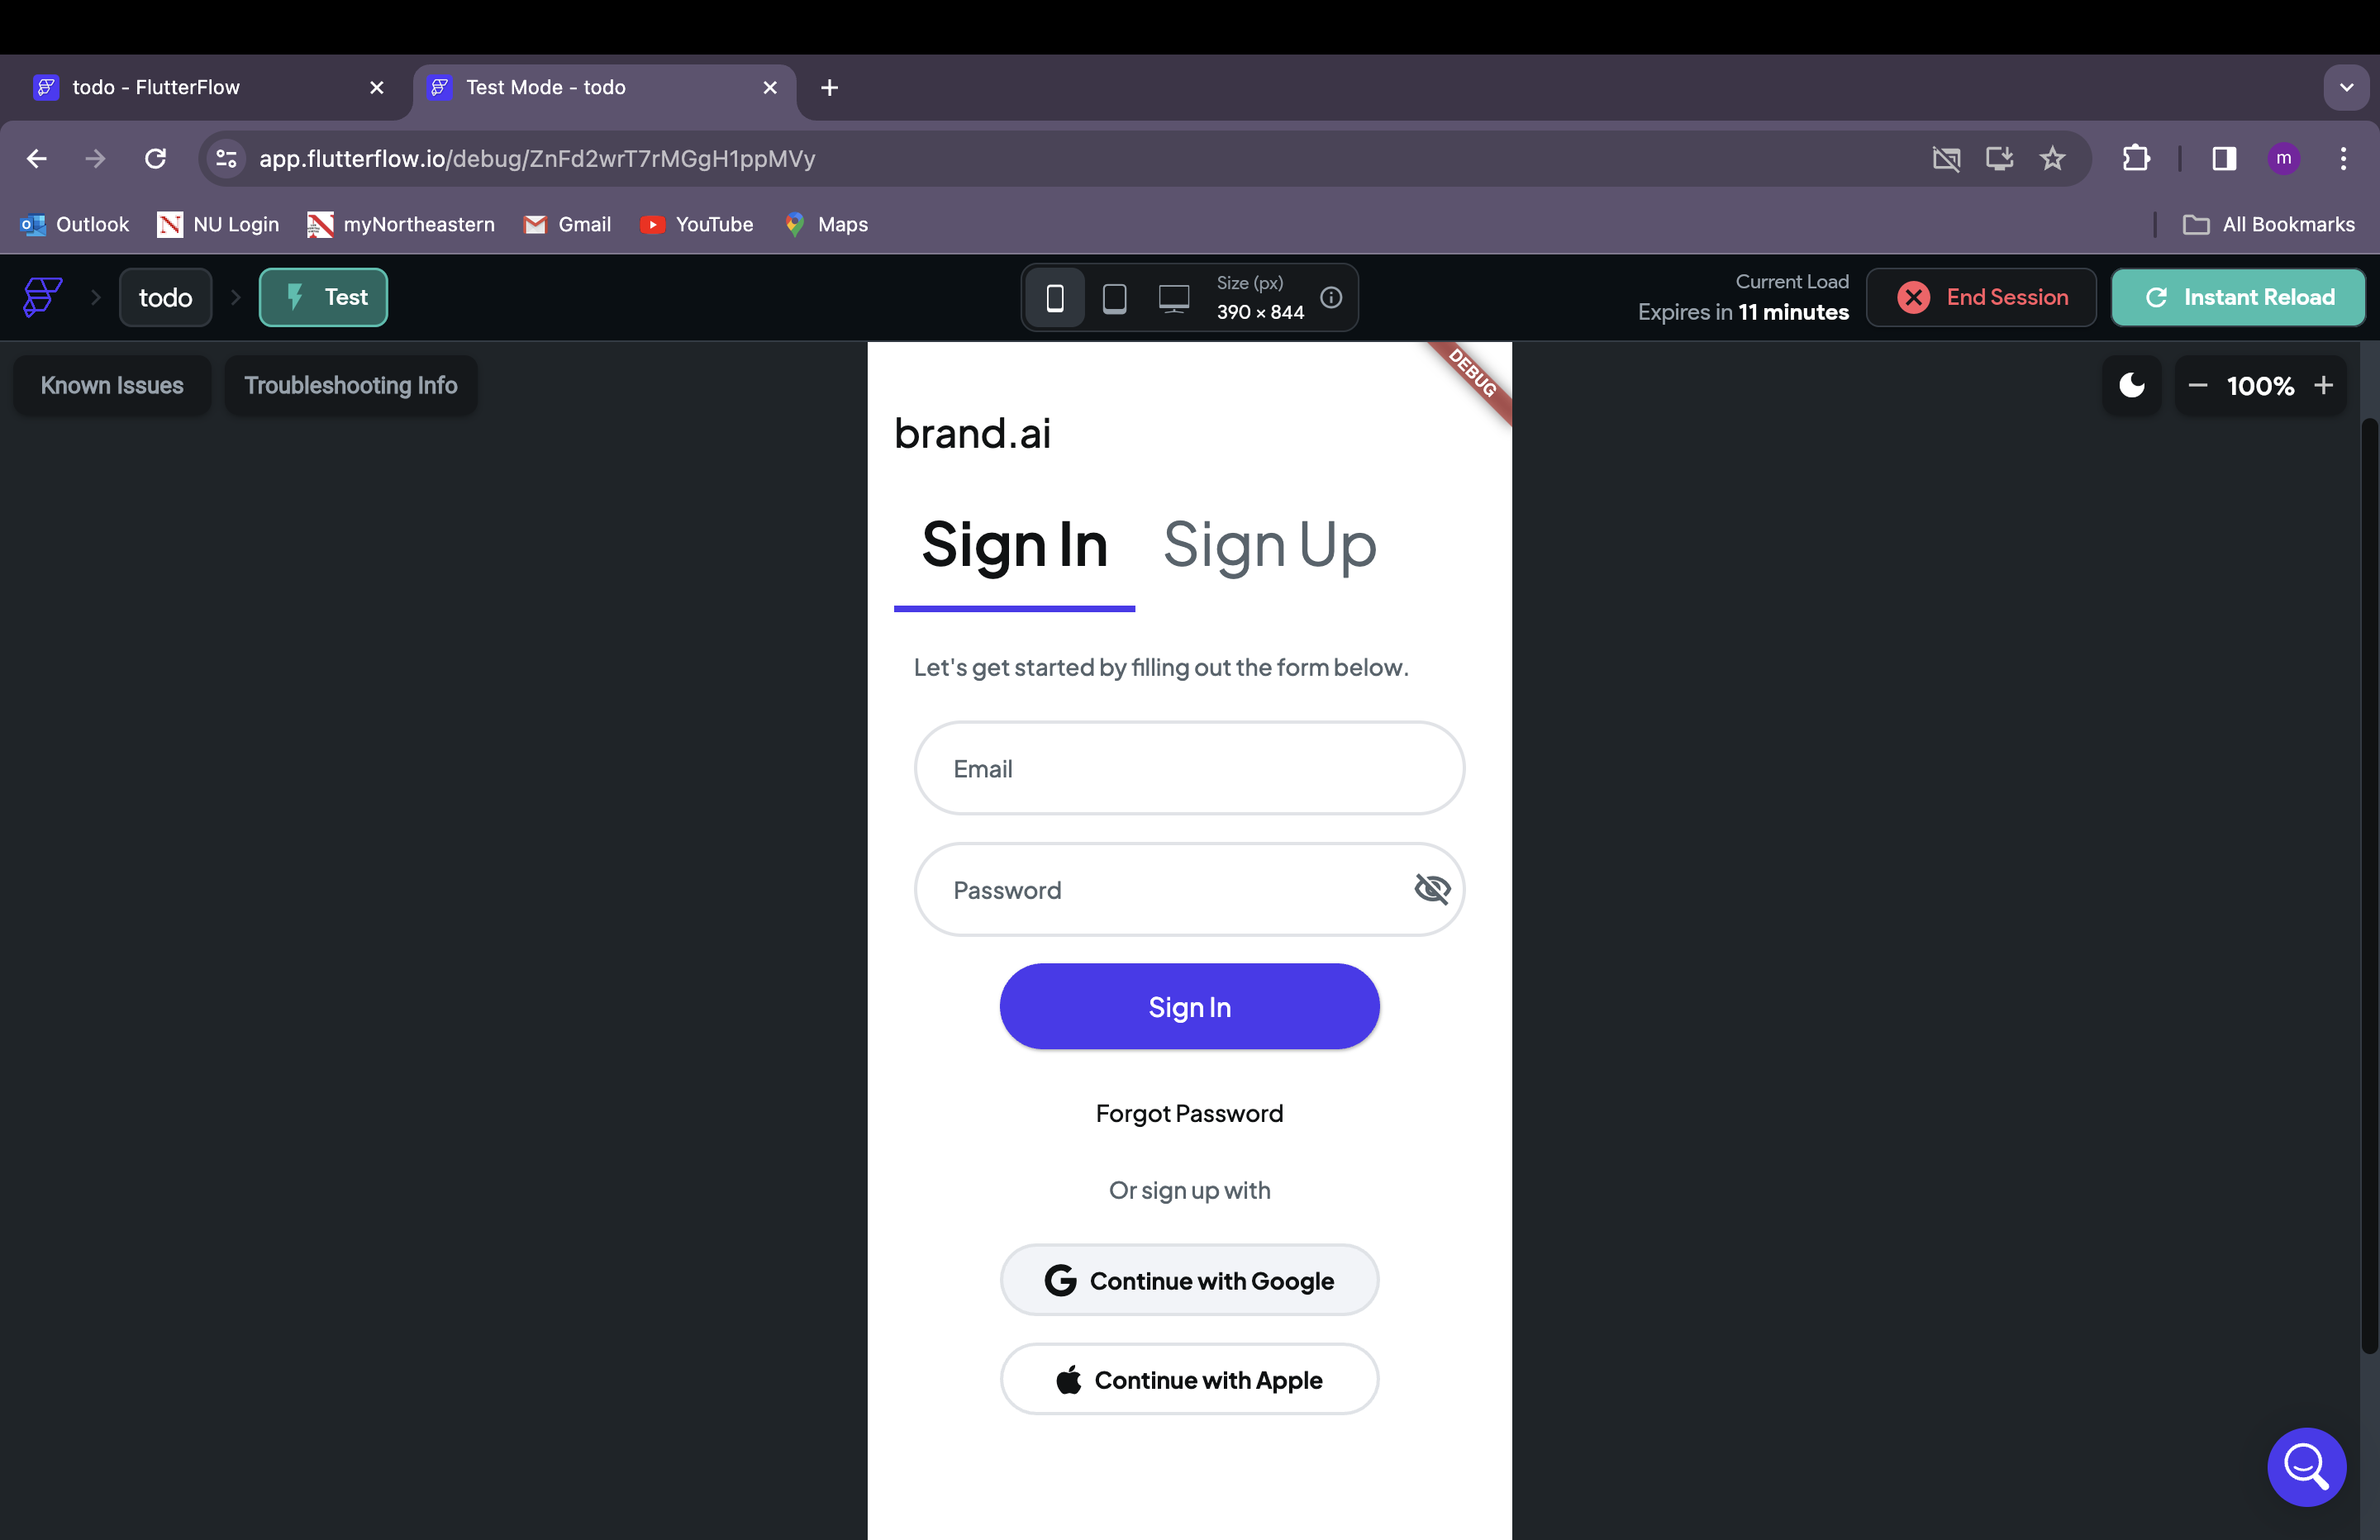 todo - FlutterFlow
Test Mode - todo
app.flutterflow.io/debug/ZnFd2wrT7rMGgH1ppMVy
m
Outlook
NU Login
myNortheastern
Gmail
YouTube
Maps
All Bookmarks
todo
Test
Size (px)
390 × 844
Current Load
Expires in 11 minutes
End Session
Instant Reload
Known Issues
Troubleshooting Info
DEBUG
100%
brand.ai
Sign In
Sign Up
Let's get started by filling out the form below.
Email
Password
Sign In
Forgot Password
Or sign up with
Continue with Google
Continue with Apple